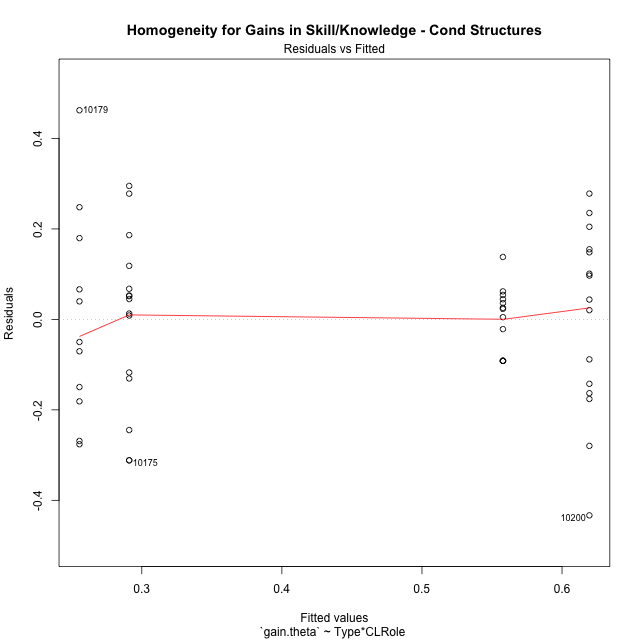 Homogeneity for Gains in Skill/Knowledge - Cond Structures
Residuals vs Fitted
10179
0.4
0.2
0.0
-0.2
-0.4
Residuals
10175
10200
0.3 0.4 0.5 0.6
Fitted values
`gain.theta` ~ Type*CLRole